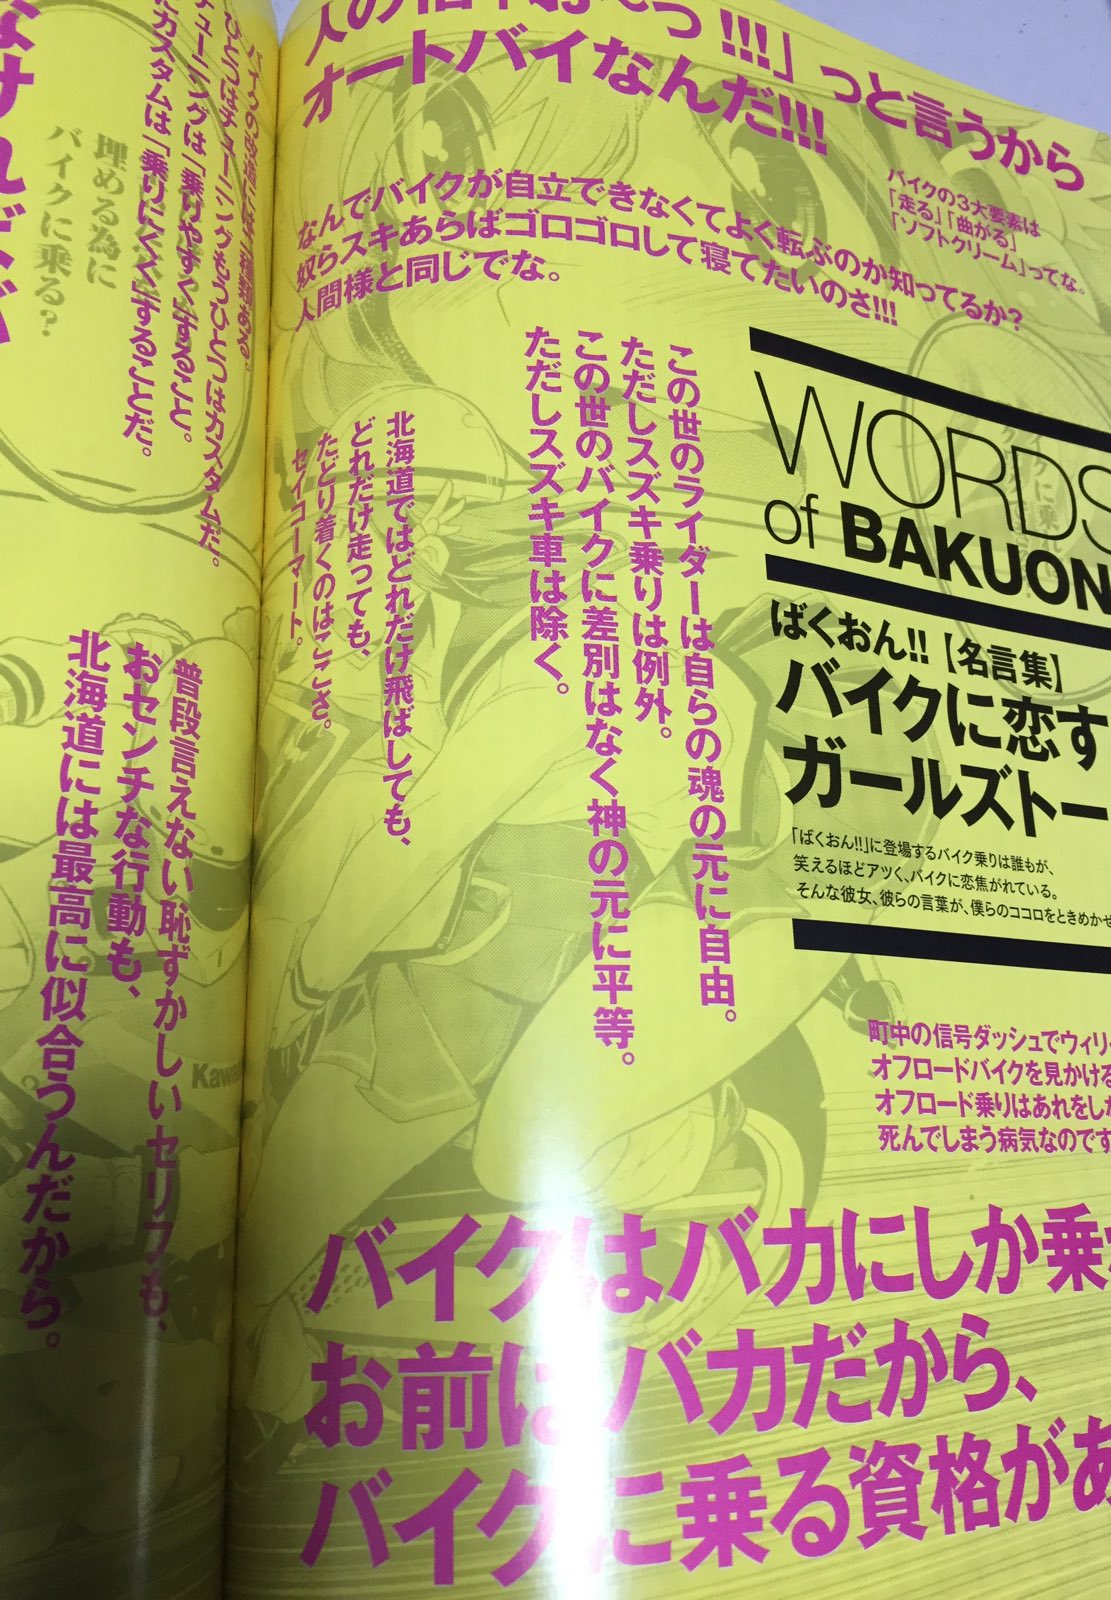 っ!!!」っと言うから
オートバイなんだ!!!
バイクの3大要素は
「走る」「曲がる」
「ソフトクリーム」ってな。
なんでバイクが自立できなくてよく転ぶのか知ってるか?
奴らスキあらばゴロゴロして寝てたいのさ!!!
人間様と同じでな。
WORDS
of BAKUON
ばくおん!!【名言集】
バイクに恋す
ガールズトー
「ばくおん!!」に登場するバイク乗りは誰もが、
笑えるほどアツく、バイクに恋焦がれている。
そんな彼女、彼らの言葉が、僕らのココロをときめかせ
この世のライダーは自らの魂の元に自由。
ただしスズキ乗りは例外。
この世のバイクに差別はなく神の元に平等。
ただしスズキ車は除く。
北海道ではどれだけ飛ばしても、
どれだけ走っても、
たどり着くのはここさ。
セイコーマート。
町中の信号ダッシュでウィリー
オフロードバイクを見かける
オフロード乗りはあれをしな
死んでしまう病気なのです
バイクはバカにしか乗
お前はバカだから、
バイクに乗る資格があ
ひとつはチューニングもうひとつはカスタムだ。
チューニングは「乗りやすく」すること。
カスタムは「乗りにくく」することだ。
埋める為に
バイクに乗る?
なければ
普段言えない恥ずかしいセリフも、
おセンチな行動も、
北海道には最高に似合うんだから。